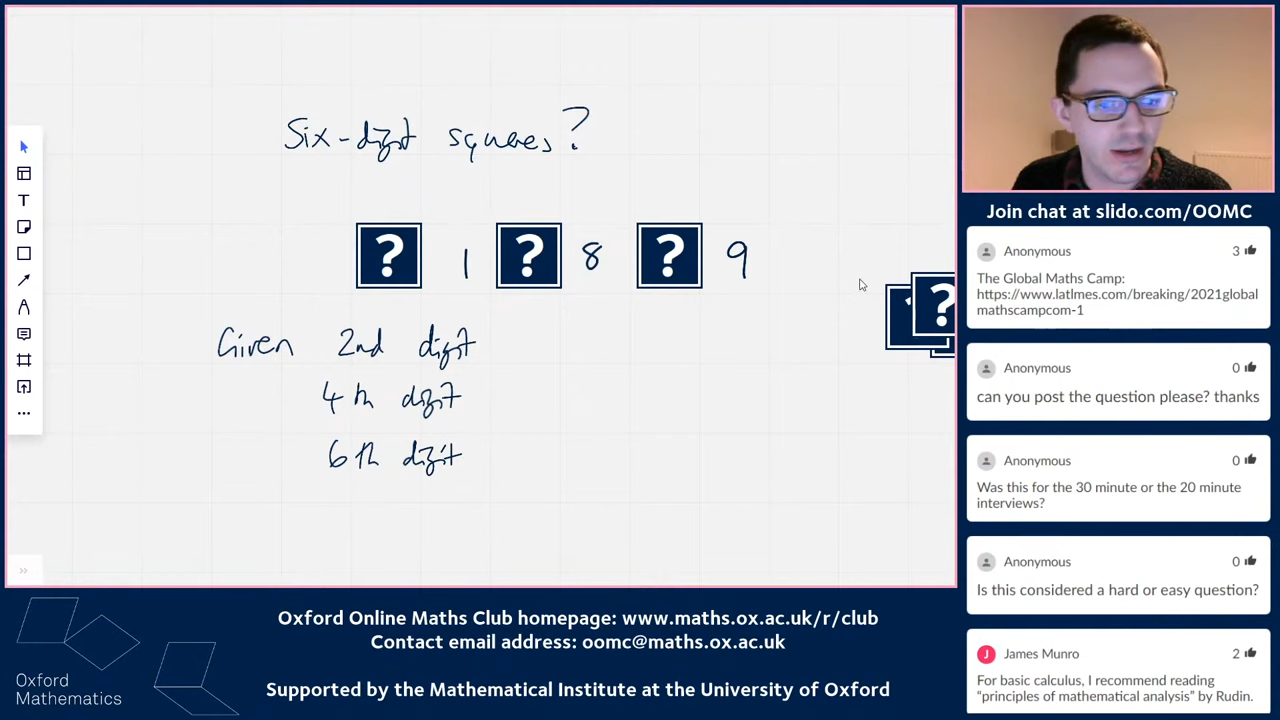 Six-digit squares?
? 1 ? 8 ? 9
?
Given 2nd digit
4th digit
6th digit
T
Join chat at slido.com/OOMC
Anonymous 3
The Global Maths Camp:
https://www.latlmes.com/breaking/2021global
mathscampcom-1
Anonymous 0
can you post the question please? thanks
Anonymous 0
Was this for the 30 minute or the 20 minute
interviews?
Anonymous 0
Is this considered a hard or easy question?
J James Munro 2
For basic calculus, I recommend reading
“principles of mathematical analysis” by Rudin.
Oxford
Mathematics
Oxford Online Maths Club homepage: www.maths.ox.ac.uk/r/club
Contact email address: oomc@maths.ox.ac.uk
Supported by the Mathematical Institute at the University of Oxford